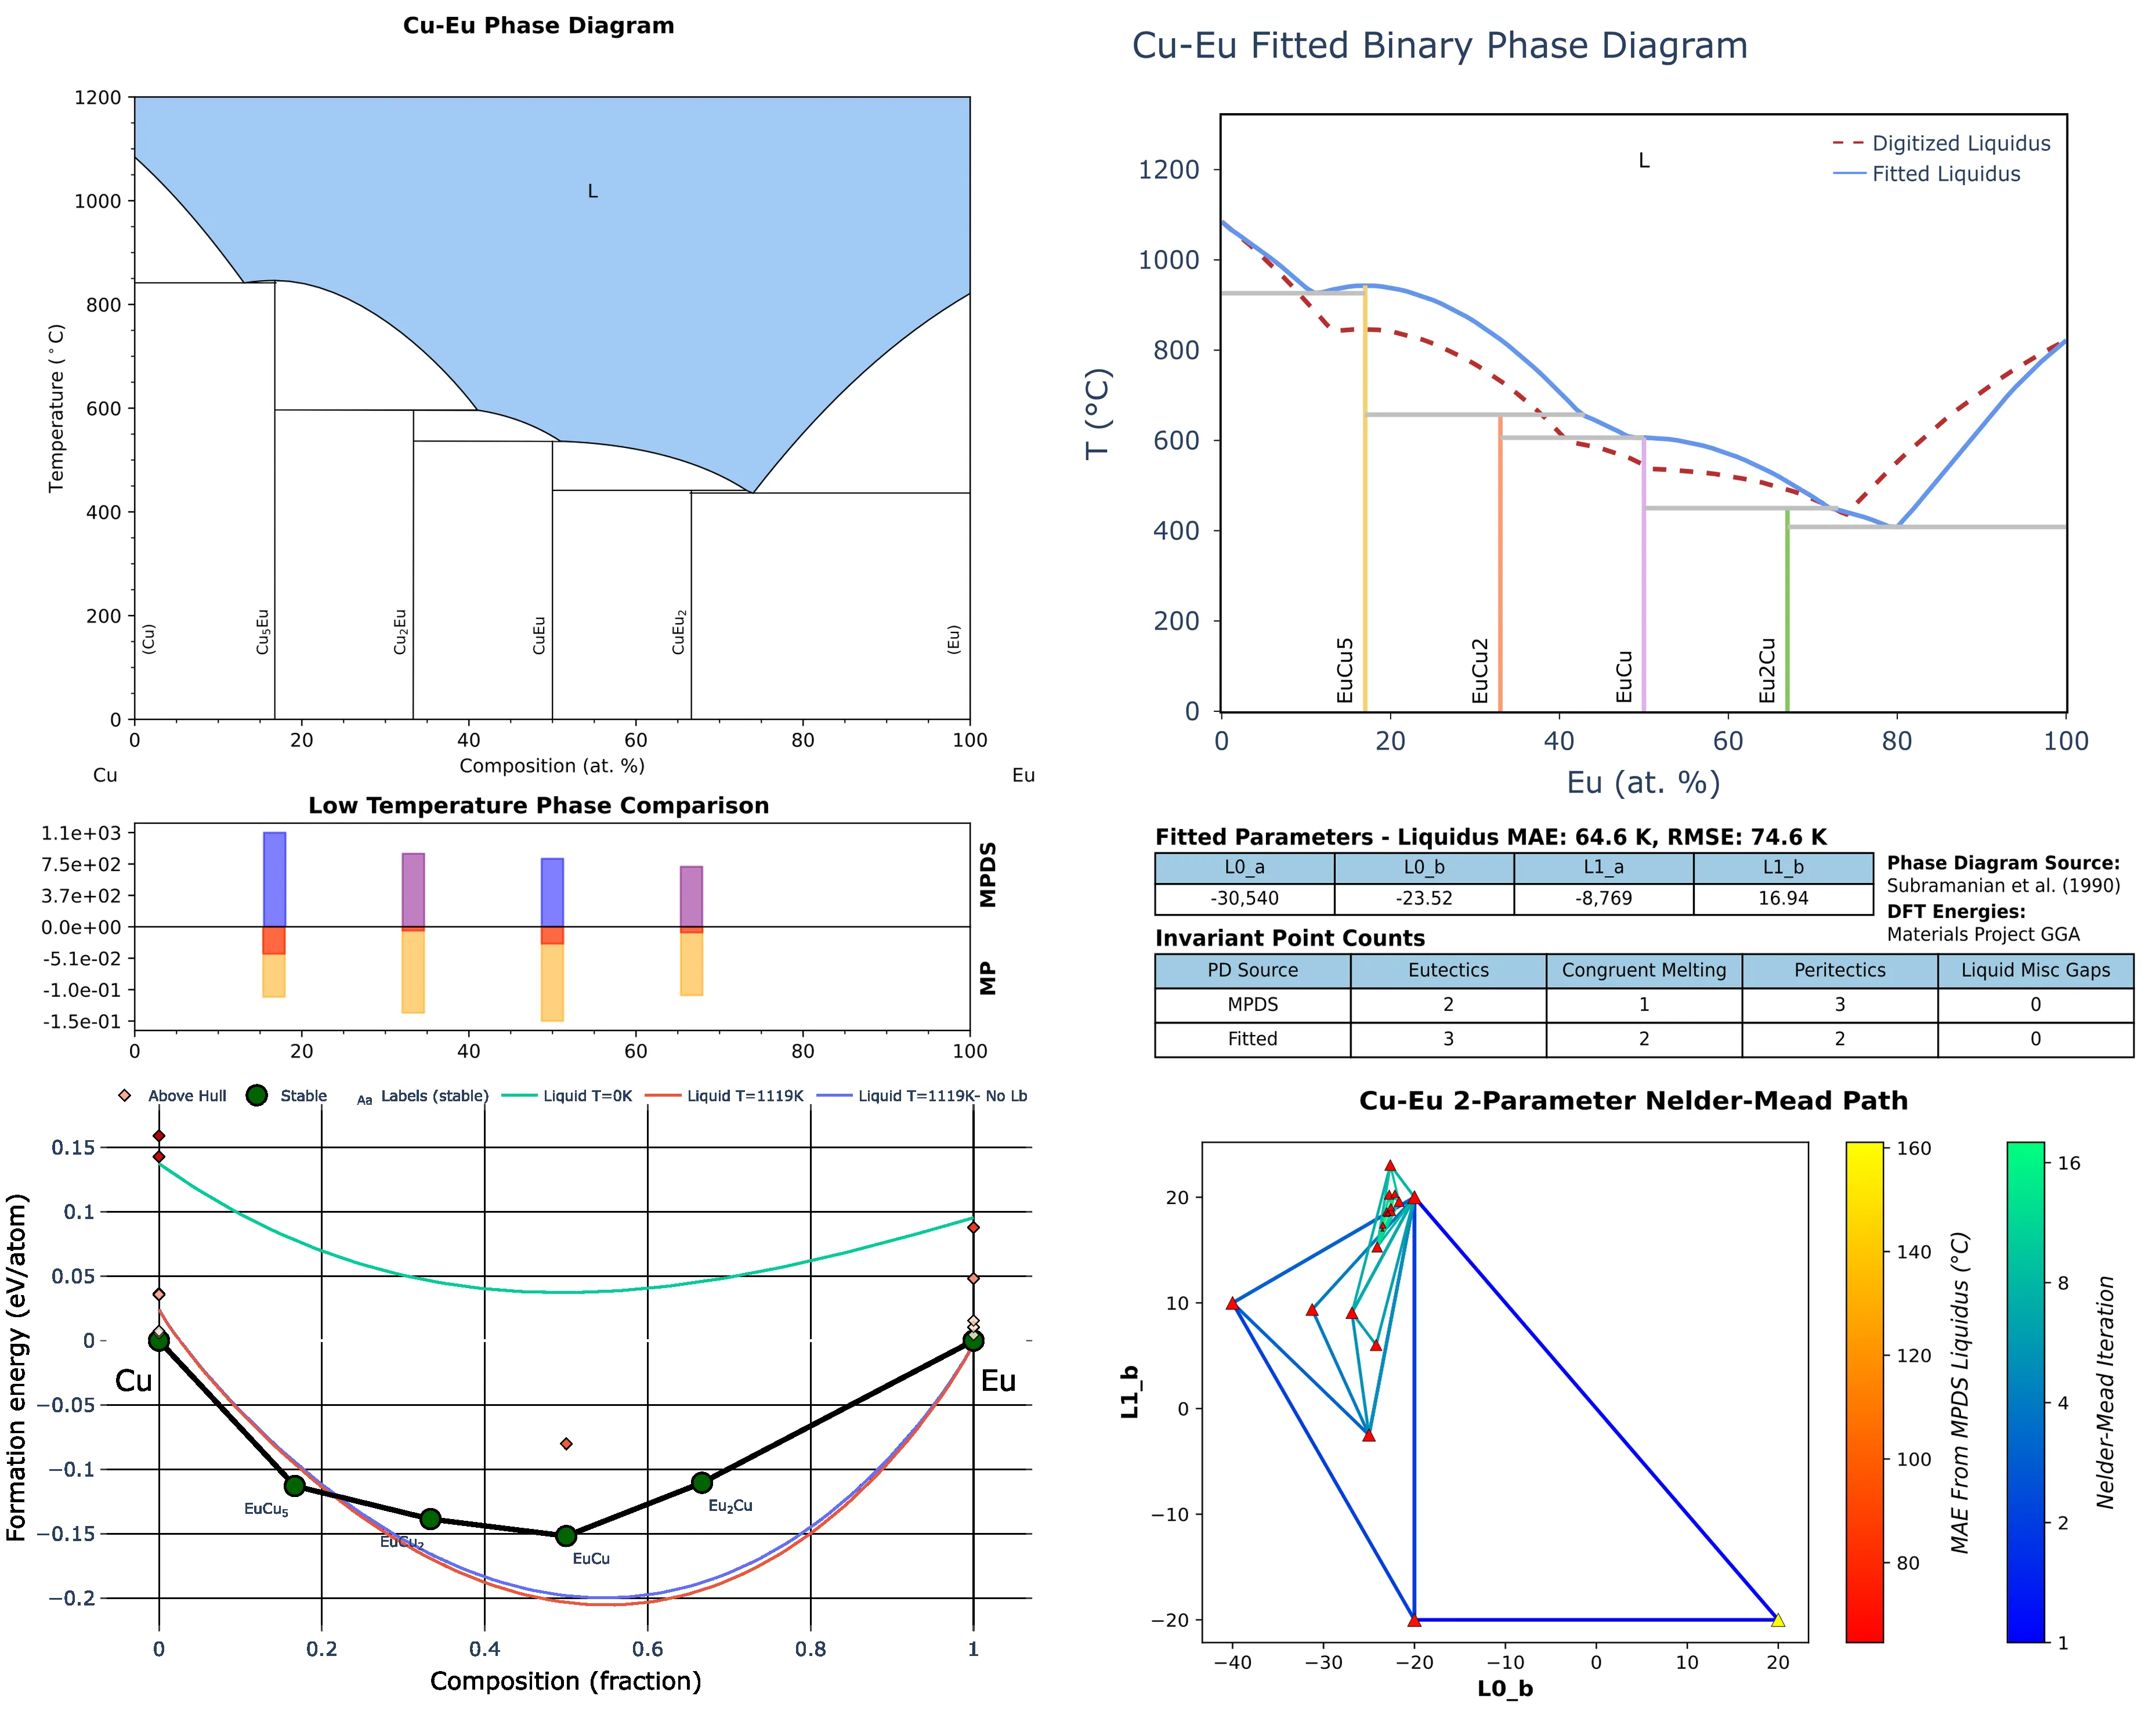 Cu-Eu Phase Diagram
1200
1000
800
600
400
200
0
Temperature (°C)
L
(Cu)
Cu5Eu
Cu2Eu
CuEu
CuEu2
(Eu)
0 20 40 60 80 100
Composition (at. %)
Cu Eu
Cu-Eu Fitted Binary Phase Diagram
L
Digitized Liquidus
Fitted Liquidus
1200
1000
800
600
400
200
0
T (°C)
EuCu5
EuCu2
EuCu
Eu2Cu
0 20 40 60 80 100
Eu (at. %)
Low Temperature Phase Comparison
1.1e+03
7.5e+02
3.7e+02
0.0e+00
-5.1e-02
-1.0e-01
-1.5e-01
MPDS
MP
0 20 40 60 80 100
Fitted Parameters - Liquidus MAE: 64.6 K, RMSE: 74.6 K
L0_a L0_b L1_a L1_b
-30,540 -23.52 -8,769 16.94
Phase Diagram Source:
Subramanian et al. (1990)
DFT Energies:
Materials Project GGA
Invariant Point Counts
PD Source Eutectics Congruent Melting Peritectics Liquid Misc Gaps
MPDS 2 1 3 0
Fitted 3 2 2 0
Above Hull Stable Aa Labels (stable) Liquid T=0K Liquid T=1119K Liquid T=1119K- No Lb
0.15
0.1
0.05
0
−0.05
−0.1
−0.15
−0.2
Formation energy (eV/atom)
Cu
Eu
EuCu5
EuCu2
EuCu
Eu2Cu
0 0.2 0.4 0.6 0.8 1
Composition (fraction)
Cu-Eu 2-Parameter Nelder-Mead Path
20
10
0
−10
−20
L1_b
−40 −30 −20 −10 0 10 20
L0_b
160
140
120
100
80
MAE From MPDS Liquidus (°C)
16
8
4
2
1
Nelder-Mead Iteration